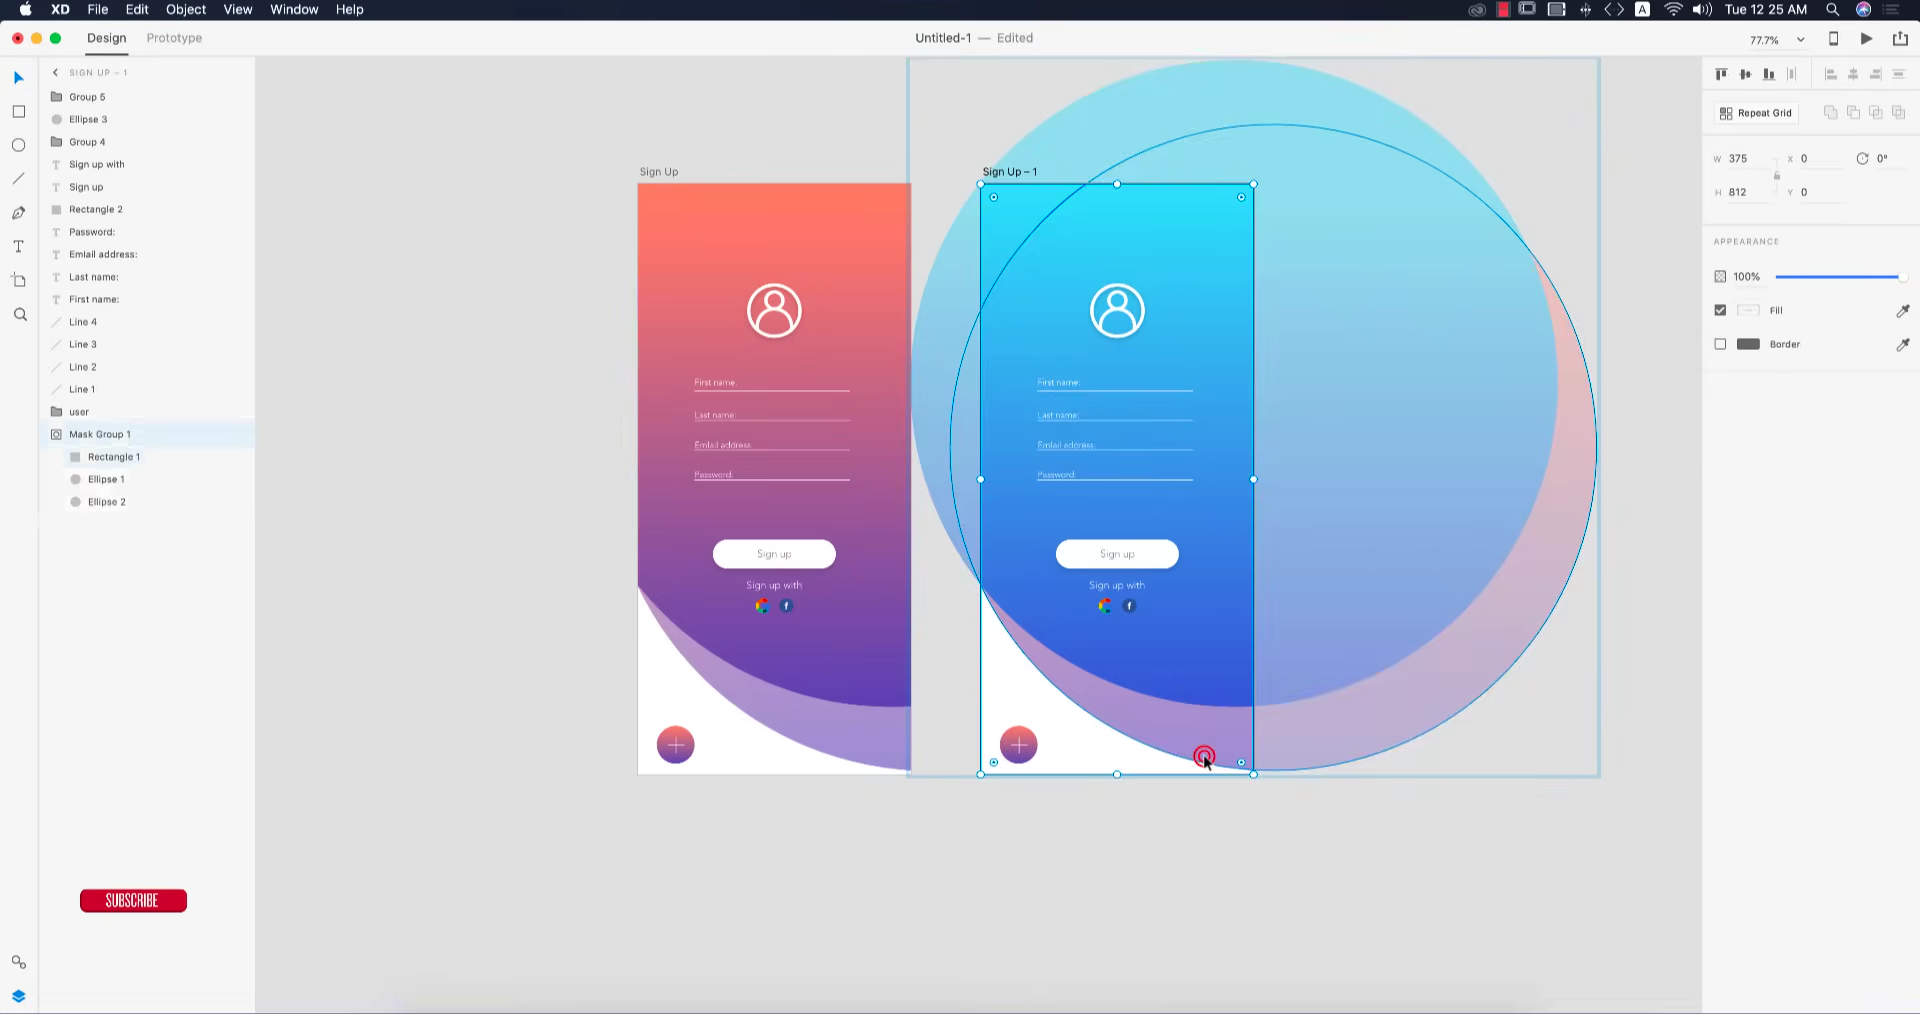 XD File Edit Object View Window Help
A
Tue 12 25 AM
Design Prototype
Untitled-1 — Edited
77.7%
SIGN UP – 1
Group 5
Ellipse 3
Group 4
T Sign up with
T Sign up
Rectangle 2
T Password:
T Emlail address:
T Last name:
T First name:
Line 4
Line 3
Line 2
Line 1
user
Mask Group 1
Rectangle 1
Ellipse 1
Ellipse 2
SUBSCRIBE
Sign Up
First name:
Last name:
Emlail address:
Password:
Sign up
Sign up with
f
Sign Up – 1
First name:
Last name:
Emlail address:
Password:
Sign up
Sign up with
f
Repeat Grid
W 375 X 0 0°
H 812 Y 0
APPEARANCE
100%
Fill
Border